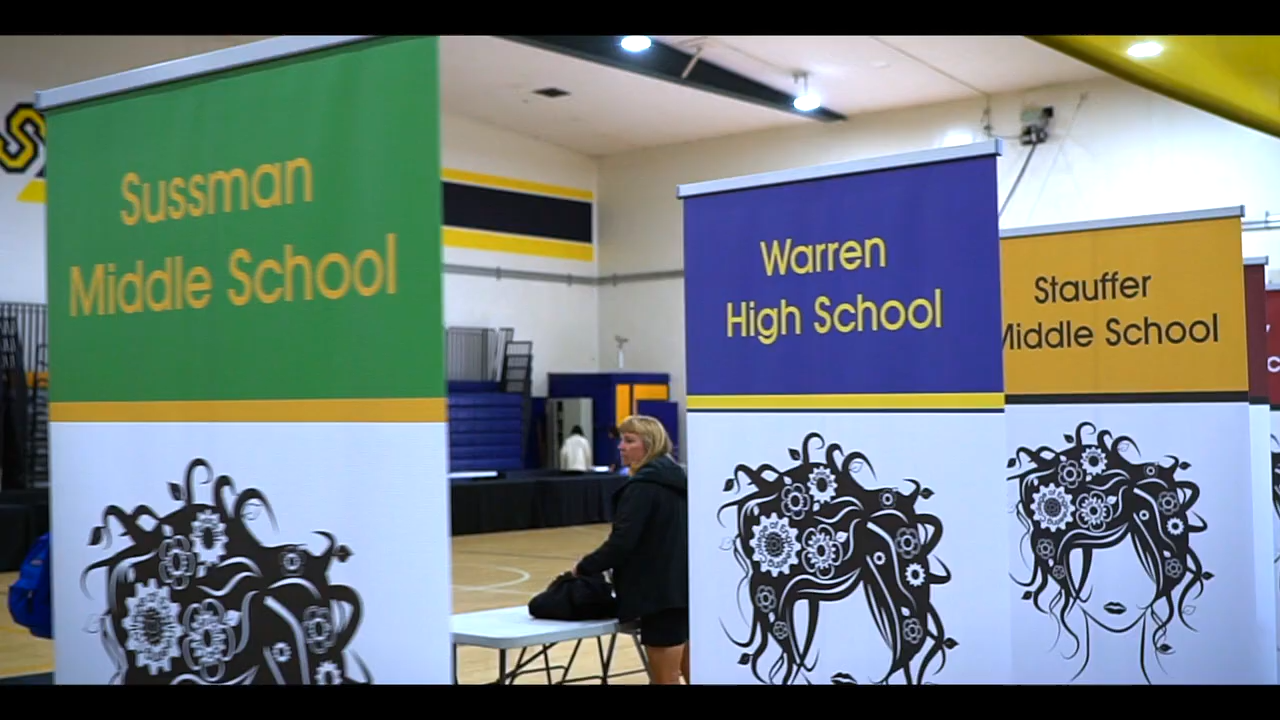 Sussman
Middle School
Warren
High School
Stauffer
Middle School